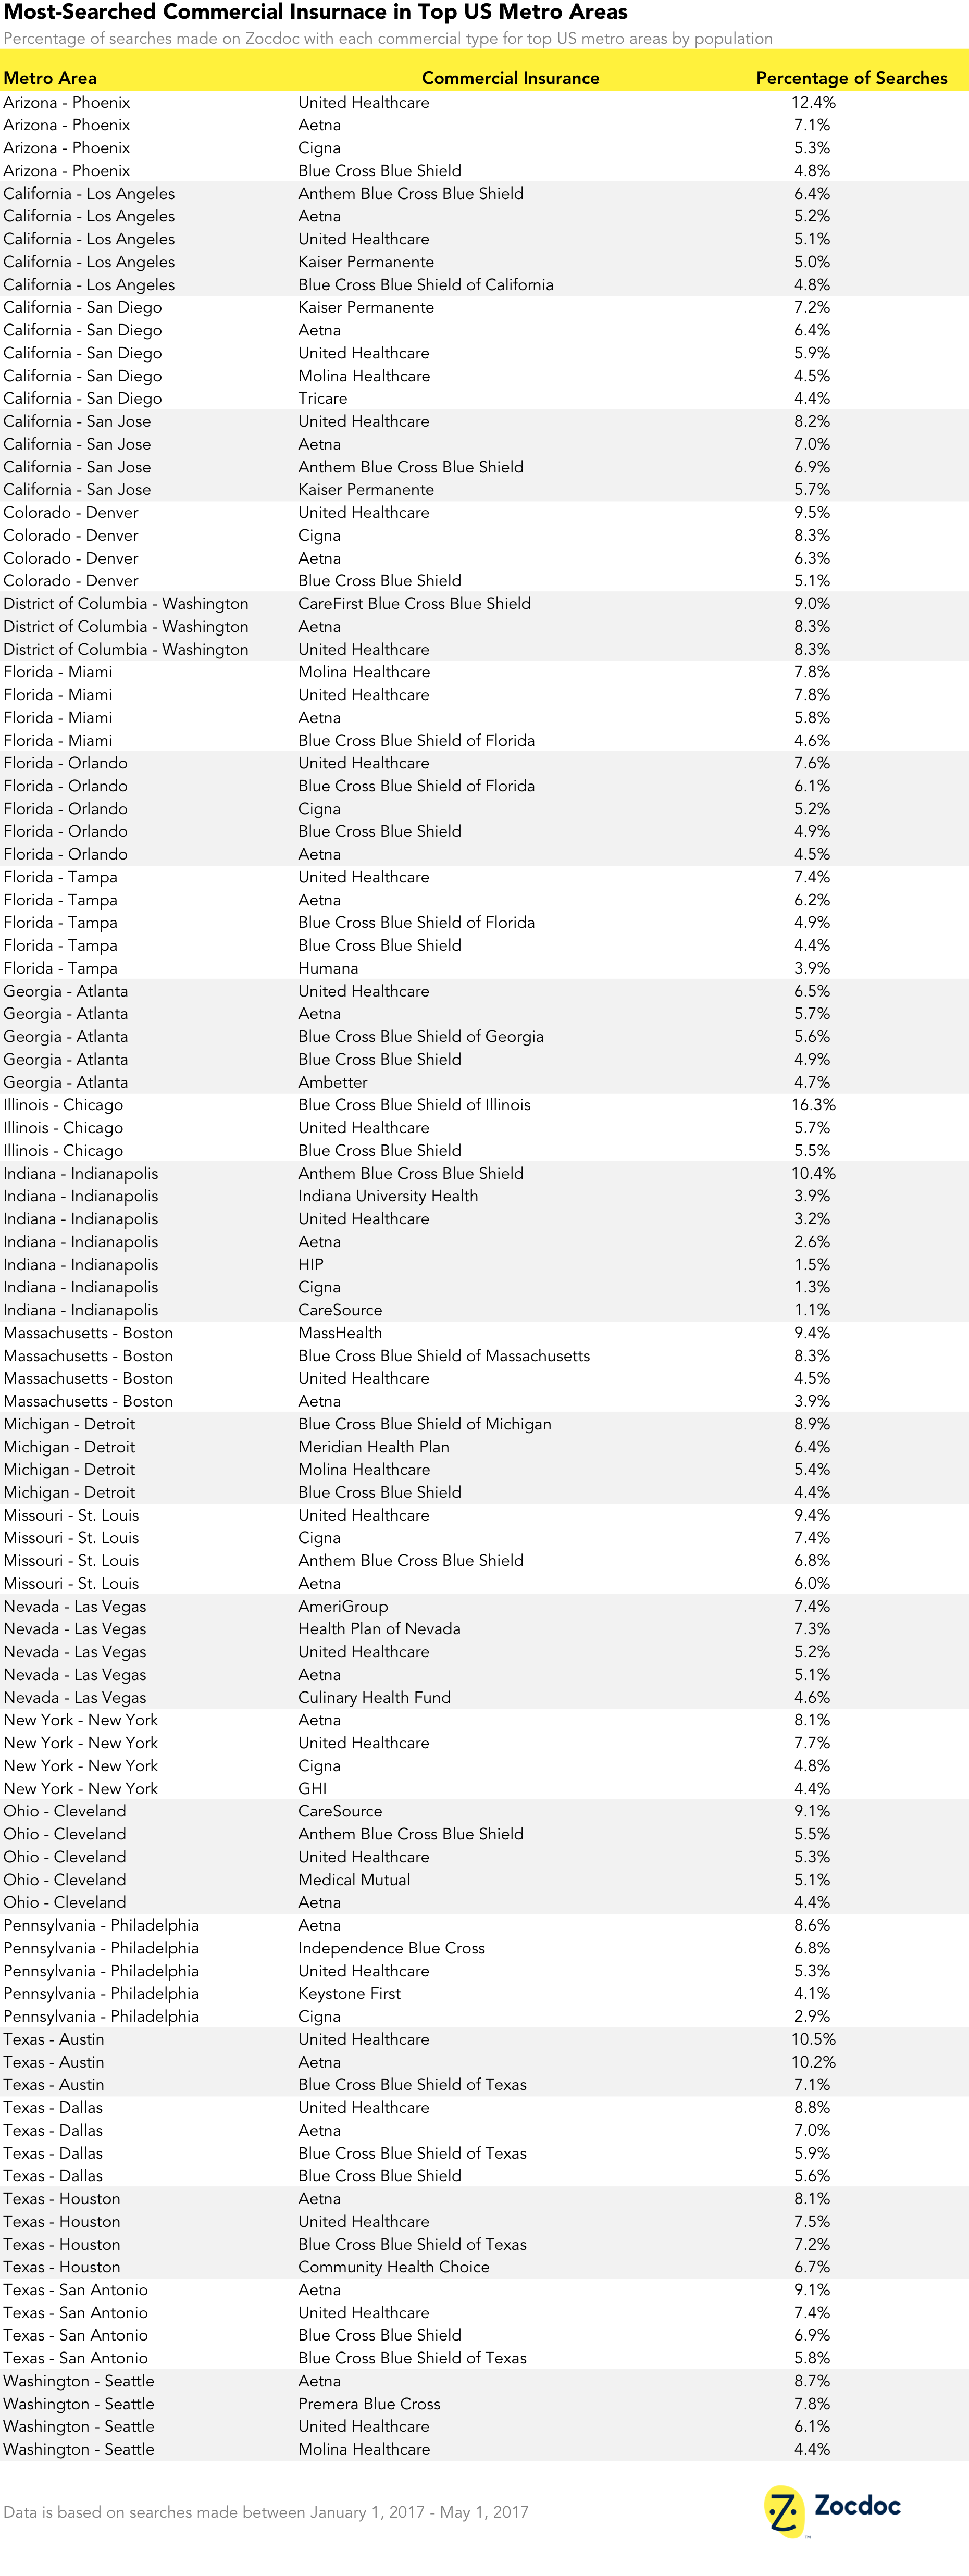 Most-Searched Commercial Insurnace in Top US Metro Areas
Percentage of searches made on Zocdoc with each commercial type for top US metro areas by population
Metro Area Commercial Insurance Percentage of Searches
Arizona - Phoenix United Healthcare 12.4%
Arizona - Phoenix Aetna 7.1%
Arizona - Phoenix Cigna 5.3%
Arizona - Phoenix Blue Cross Blue Shield 4.8%
California - Los Angeles Anthem Blue Cross Blue Shield 6.4%
California - Los Angeles Aetna 5.2%
California - Los Angeles United Healthcare 5.1%
California - Los Angeles Kaiser Permanente 5.0%
California - Los Angeles Blue Cross Blue Shield of California 4.8%
California - San Diego Kaiser Permanente 7.2%
California - San Diego Aetna 6.4%
California - San Diego United Healthcare 5.9%
California - San Diego Molina Healthcare 4.5%
California - San Diego Tricare 4.4%
California - San Jose United Healthcare 8.2%
California - San Jose Aetna 7.0%
California - San Jose Anthem Blue Cross Blue Shield 6.9%
California - San Jose Kaiser Permanente 5.7%
Colorado - Denver United Healthcare 9.5%
Colorado - Denver Cigna 8.3%
Colorado - Denver Aetna 6.3%
Colorado - Denver Blue Cross Blue Shield 5.1%
District of Columbia - Washington CareFirst Blue Cross Blue Shield 9.0%
District of Columbia - Washington Aetna 8.3%
District of Columbia - Washington United Healthcare 8.3%
Florida - Miami Molina Healthcare 7.8%
Florida - Miami United Healthcare 7.8%
Florida - Miami Aetna 5.8%
Florida - Miami Blue Cross Blue Shield of Florida 4.6%
Florida - Orlando United Healthcare 7.6%
Florida - Orlando Blue Cross Blue Shield of Florida 6.1%
Florida - Orlando Cigna 5.2%
Florida - Orlando Blue Cross Blue Shield 4.9%
Florida - Orlando Aetna 4.5%
Florida - Tampa United Healthcare 7.4%
Florida - Tampa Aetna 6.2%
Florida - Tampa Blue Cross Blue Shield of Florida 4.9%
Florida - Tampa Blue Cross Blue Shield 4.4%
Florida - Tampa Humana 3.9%
Georgia - Atlanta United Healthcare 6.5%
Georgia - Atlanta Aetna 5.7%
Georgia - Atlanta Blue Cross Blue Shield of Georgia 5.6%
Georgia - Atlanta Blue Cross Blue Shield 4.9%
Georgia - Atlanta Ambetter 4.7%
Illinois - Chicago Blue Cross Blue Shield of Illinois 16.3%
Illinois - Chicago United Healthcare 5.7%
Illinois - Chicago Blue Cross Blue Shield 5.5%
Indiana - Indianapolis Anthem Blue Cross Blue Shield 10.4%
Indiana - Indianapolis Indiana University Health 3.9%
Indiana - Indianapolis United Healthcare 3.2%
Indiana - Indianapolis Aetna 2.6%
Indiana - Indianapolis HIP 1.5%
Indiana - Indianapolis Cigna 1.3%
Indiana - Indianapolis CareSource 1.1%
Massachusetts - Boston MassHealth 9.4%
Massachusetts - Boston Blue Cross Blue Shield of Massachusetts 8.3%
Massachusetts - Boston United Healthcare 4.5%
Massachusetts - Boston Aetna 3.9%
Michigan - Detroit Blue Cross Blue Shield of Michigan 8.9%
Michigan - Detroit Meridian Health Plan 6.4%
Michigan - Detroit Molina Healthcare 5.4%
Michigan - Detroit Blue Cross Blue Shield 4.4%
Missouri - St. Louis United Healthcare 9.4%
Missouri - St. Louis Cigna 7.4%
Missouri - St. Louis Anthem Blue Cross Blue Shield 6.8%
Missouri - St. Louis Aetna 6.0%
Nevada - Las Vegas AmeriGroup 7.4%
Nevada - Las Vegas Health Plan of Nevada 7.3%
Nevada - Las Vegas United Healthcare 5.2%
Nevada - Las Vegas Aetna 5.1%
Nevada - Las Vegas Culinary Health Fund 4.6%
New York - New York Aetna 8.1%
New York - New York United Healthcare 7.7%
New York - New York Cigna 4.8%
New York - New York GHI 4.4%
Ohio - Cleveland CareSource 9.1%
Ohio - Cleveland Anthem Blue Cross Blue Shield 5.5%
Ohio - Cleveland United Healthcare 5.3%
Ohio - Cleveland Medical Mutual 5.1%
Ohio - Cleveland Aetna 4.4%
Pennsylvania - Philadelphia Aetna 8.6%
Pennsylvania - Philadelphia Independence Blue Cross 6.8%
Pennsylvania - Philadelphia United Healthcare 5.3%
Pennsylvania - Philadelphia Keystone First 4.1%
Pennsylvania - Philadelphia Cigna 2.9%
Texas - Austin United Healthcare 10.5%
Texas - Austin Aetna 10.2%
Texas - Austin Blue Cross Blue Shield of Texas 7.1%
Texas - Dallas United Healthcare 8.8%
Texas - Dallas Aetna 7.0%
Texas - Dallas Blue Cross Blue Shield of Texas 5.9%
Texas - Dallas Blue Cross Blue Shield 5.6%
Texas - Houston Aetna 8.1%
Texas - Houston United Healthcare 7.5%
Texas - Houston Blue Cross Blue Shield of Texas 7.2%
Texas - Houston Community Health Choice 6.7%
Texas - San Antonio Aetna 9.1%
Texas - San Antonio United Healthcare 7.4%
Texas - San Antonio Blue Cross Blue Shield 6.9%
Texas - San Antonio Blue Cross Blue Shield of Texas 5.8%
Washington - Seattle Aetna 8.7%
Washington - Seattle Premera Blue Cross 7.8%
Washington - Seattle United Healthcare 6.1%
Washington - Seattle Molina Healthcare 4.4%
Data is based on searches made between January 1, 2017 - May 1, 2017
Zocdoc